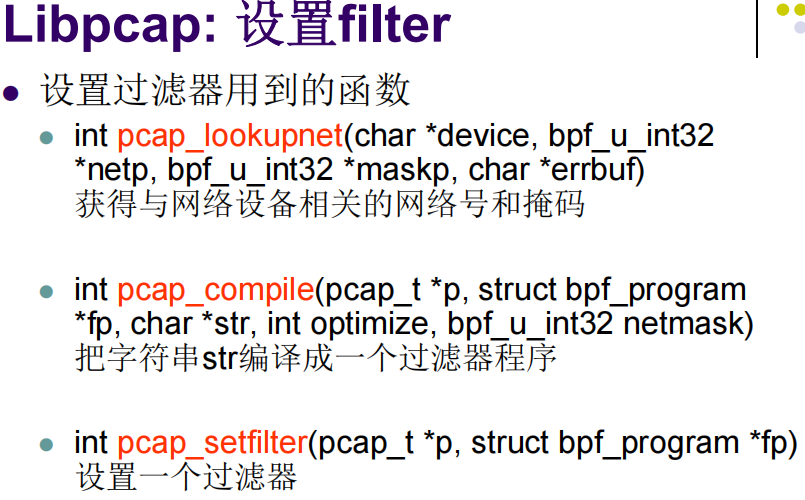 Libpcap: 设置filter
设置过滤器用到的函数
int pcap_lookupnet(char *device, bpf_u_int32
*netp, bpf_u_int32 *maskp, char *errbuf)
获得与网络设备相关的网络号和掩码
int pcap_compile(pcap_t *p, struct bpf_program
*fp, char *str, int optimize, bpf_u_int32 netmask)
把字符串str编译成一个过滤器程序
int pcap_setfilter(pcap_t *p, struct bpf_program *fp)
设置一个过滤器